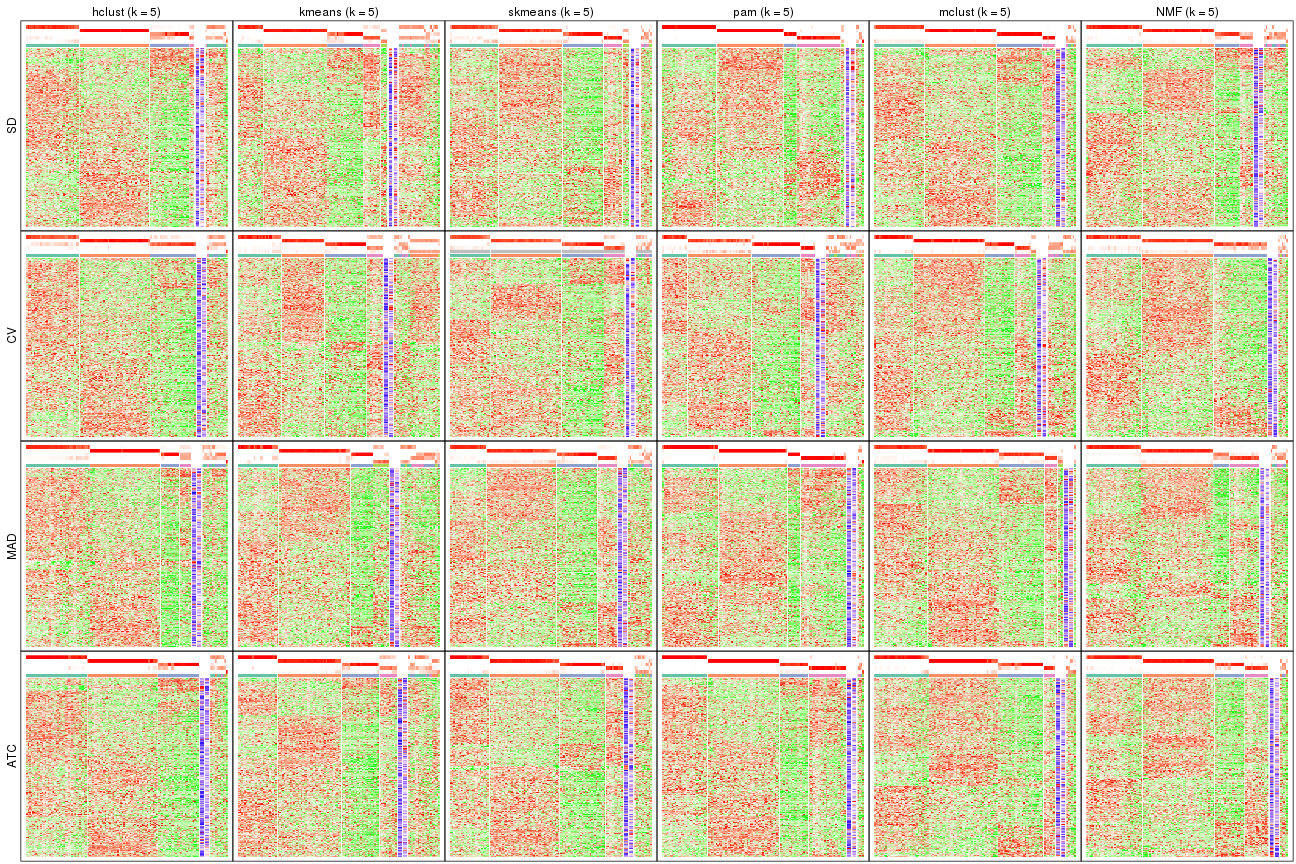 hclust (k = 5) kmeans (k = 5) skmeans (k = 5) pam (k = 5) mclust (k = 5) NMF (k = 5)
SD
CV
MAD
ATC